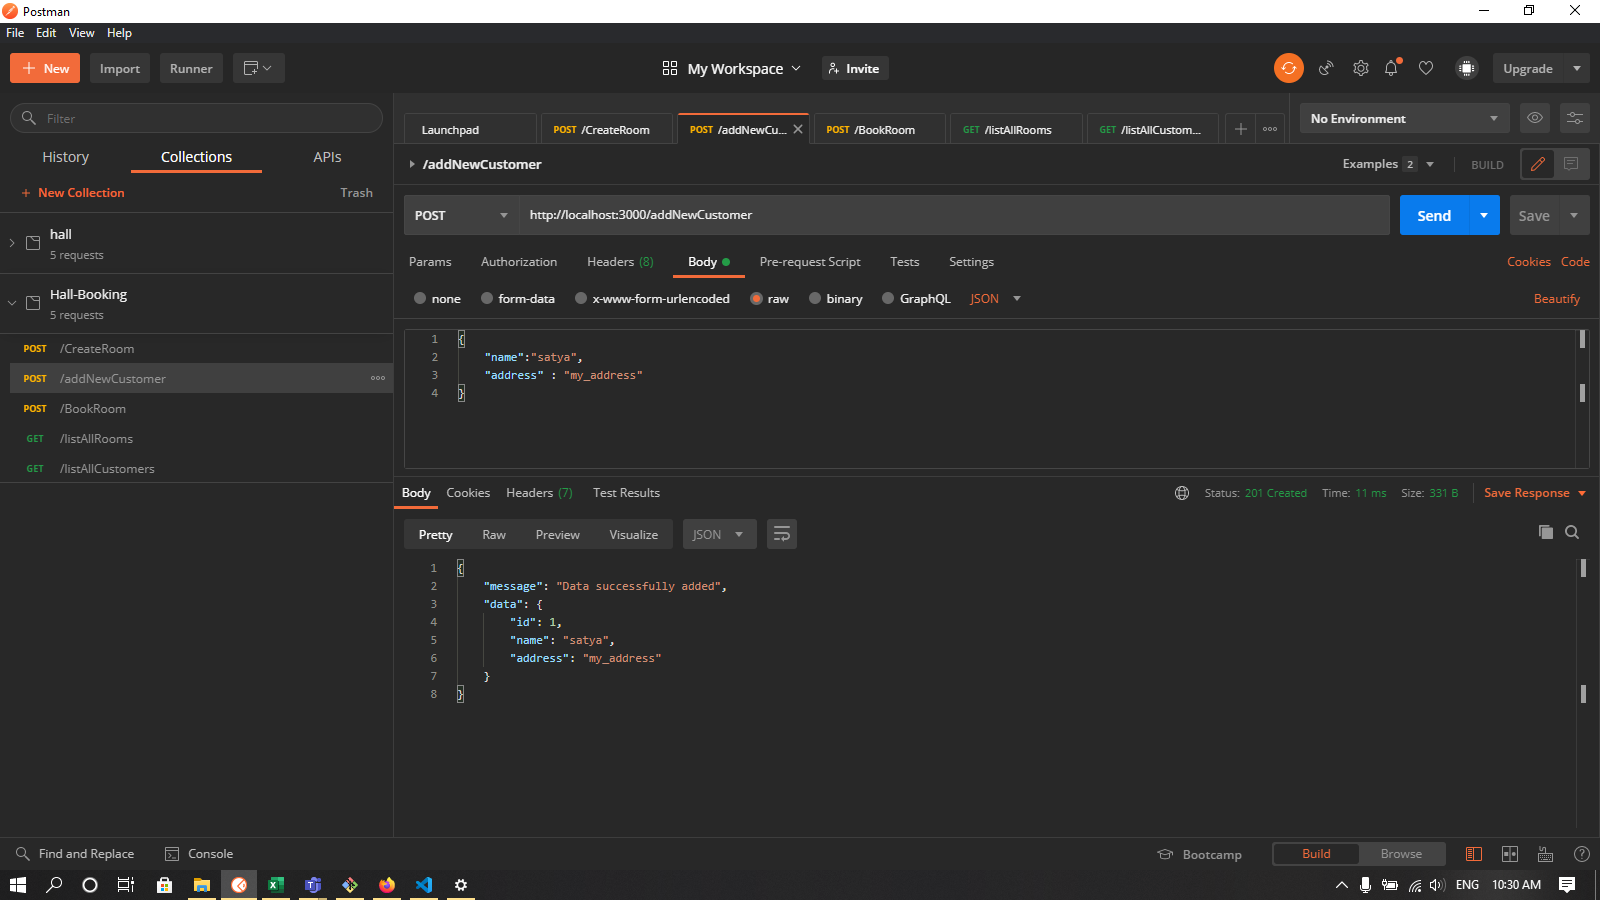 Postman
File Edit View Help
New Import Runner My Workspace Invite Upgrade
Filter
History Collections APIs
New Collection Trash
hall
5 requests
Hall-Booking
5 requests
POST /CreateRoom
POST /addNewCustomer
POST /BookRoom
GET /listAllRooms
GET /listAllCustomers
Launchpad POST /CreateRoom POST /addNewCu... POST /BookRoom GET /listAllRooms GET /listAllCustom... No Environment
/addNewCustomer Examples 2 BUILD
POST http://localhost:3000/addNewCustomer Send Save
Params Authorization Headers (8) Body Pre-request Script Tests Settings Cookies Code
none form-data x-www-form-urlencoded raw binary GraphQL JSON Beautify
1 {
2 "name":"satya",
3 "address" : "my_address"
4 }
Body Cookies Headers (7) Test Results Status: 201 Created Time: 11 ms Size: 331 B Save Response
Pretty Raw Preview Visualize JSON
1 {
2 "message": "Data successfully added",
3 "data": {
4 "id": 1,
5 "name": "satya",
6 "address": "my_address"
7 }
8 }
Find and Replace Console Bootcamp Build Browse
ENG 10:30 AM